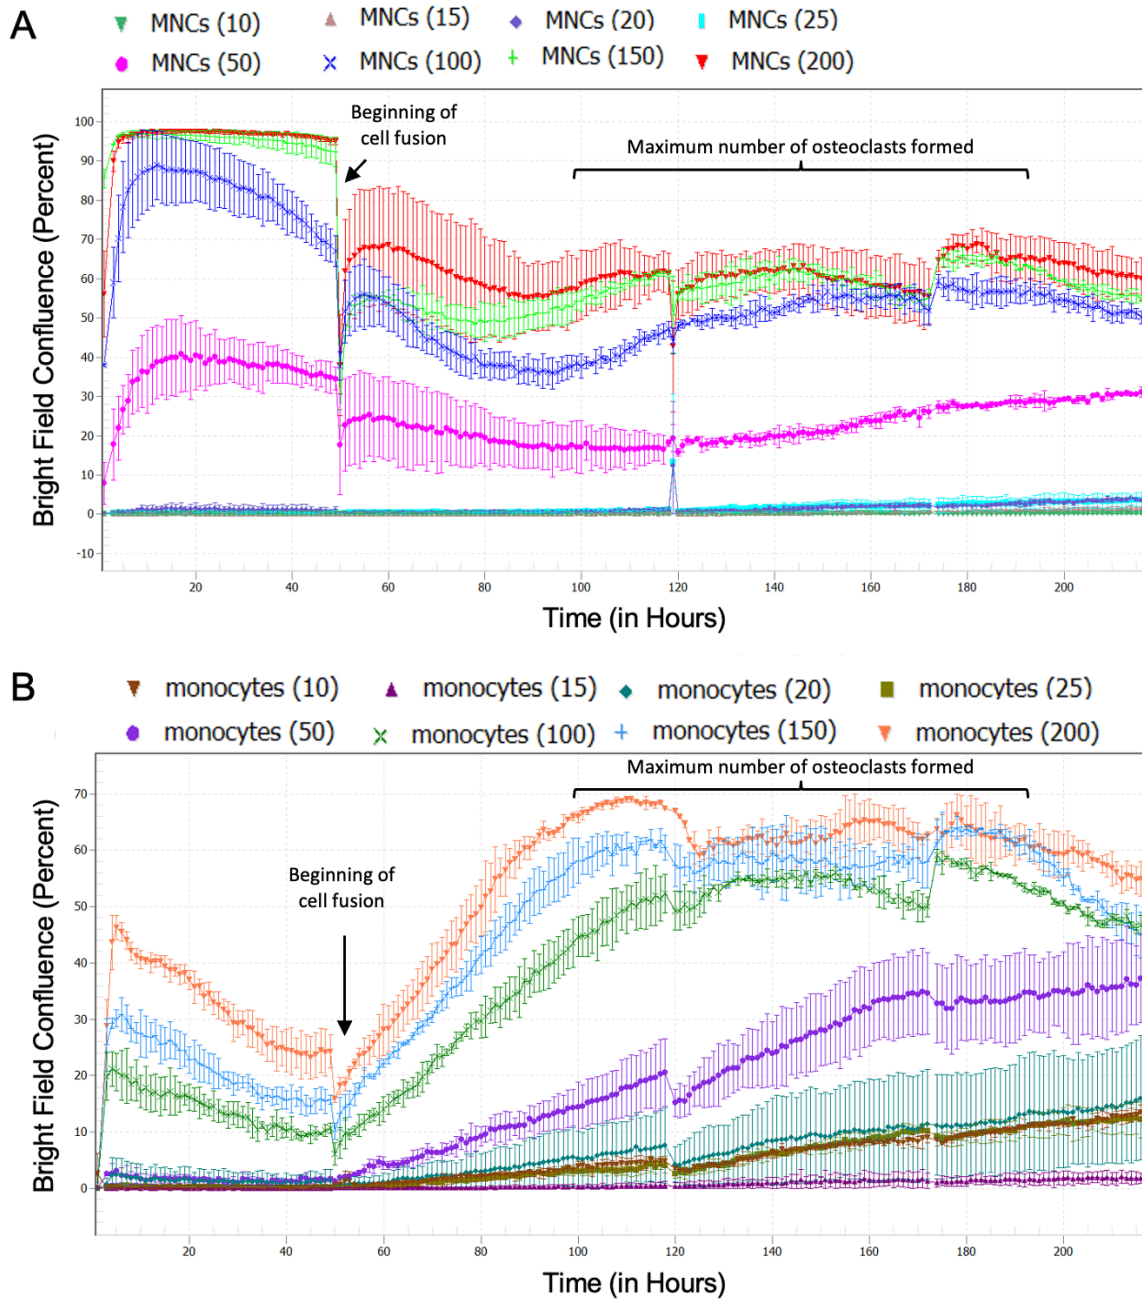 A
MNCs (10) MNCs (15) MNCs (20) MNCs (25)
MNCs (50) MNCs (100) MNCs (150) MNCs (200)
Beginning of
cell fusion
Maximum number of osteoclasts formed
Bright Field Confluence (Percent)
100
90
80
70
60
50
40
30
20
10
0
-10
20 40 60 80 100 120 140 160 180 200
Time (in Hours)
B
monocytes (10) monocytes (15) monocytes (20) monocytes (25)
monocytes (50) monocytes (100) monocytes (150) monocytes (200)
Maximum number of osteoclasts formed
Beginning of
cell fusion
Bright Field Confluence (Percent)
70
60
50
40
30
20
10
0
20 40 60 80 100 120 140 160 180 200
Time (in Hours)